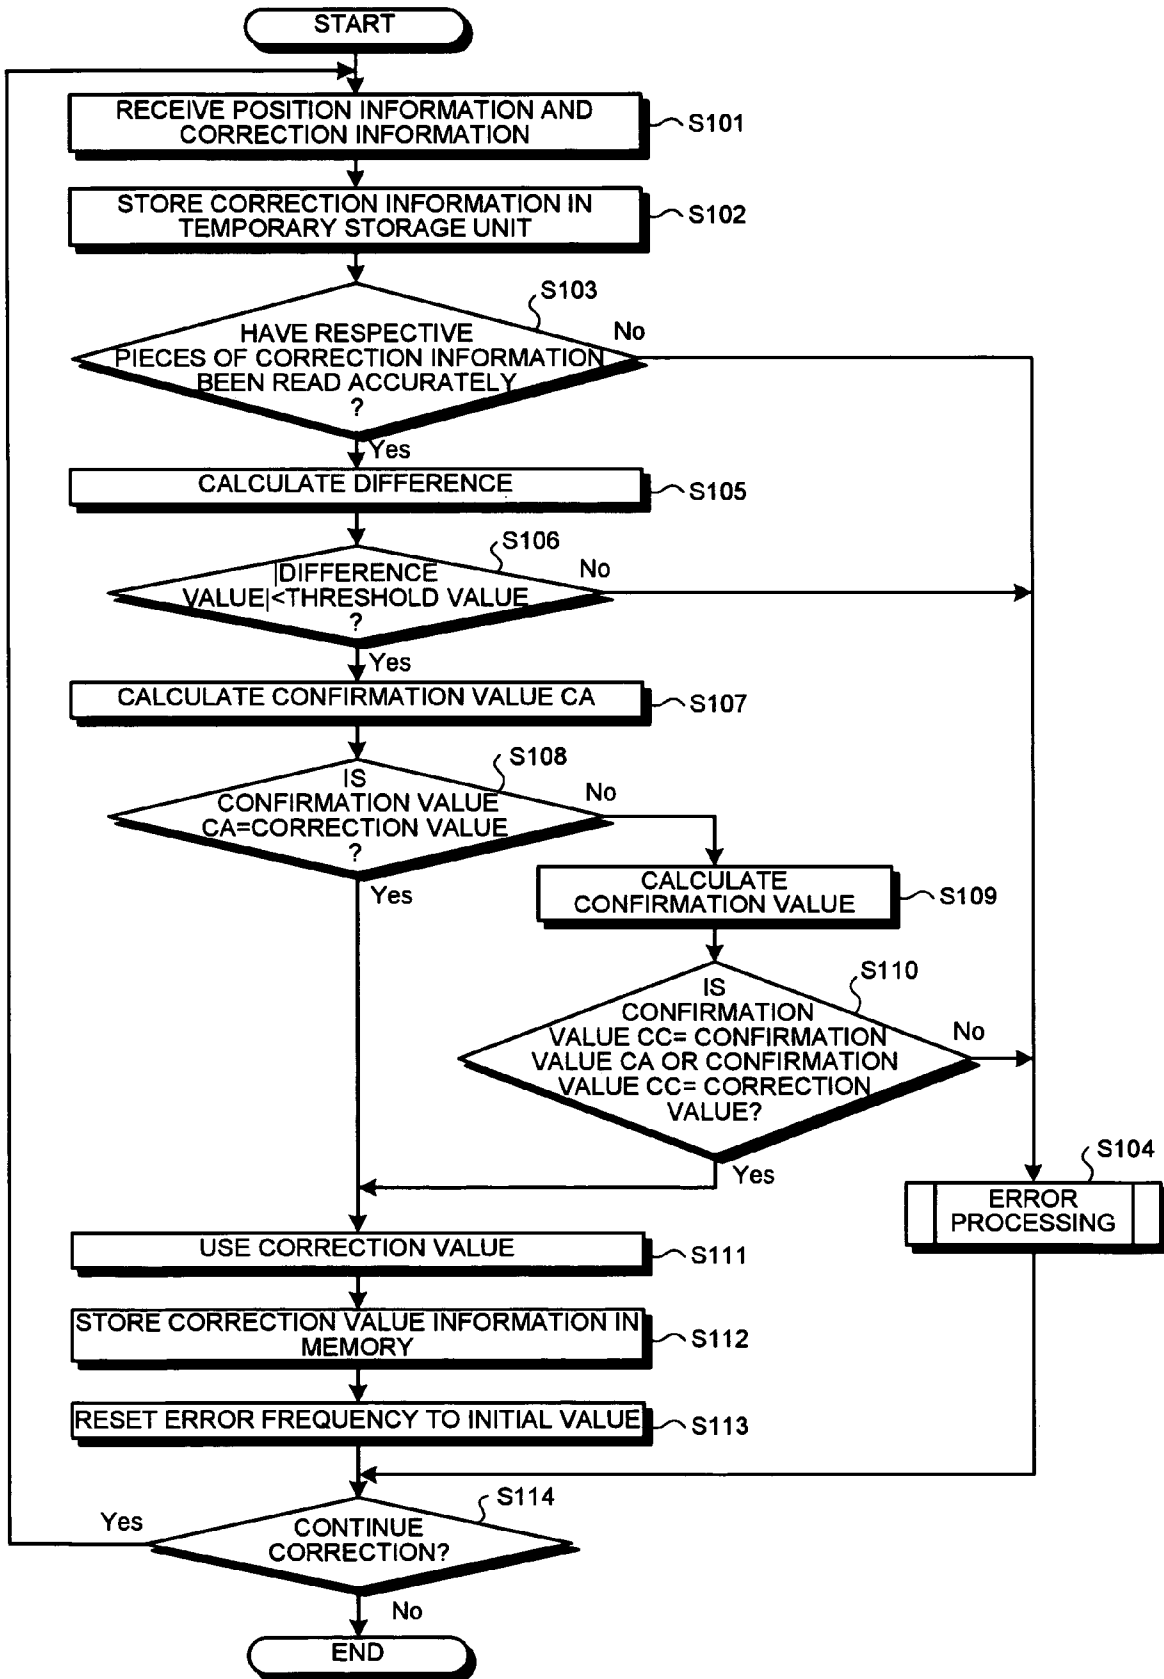 START
RECEIVE POSITION INFORMATION AND
CORRECTION INFORMATION
S101
STORE CORRECTION INFORMATION IN
TEMPORARY STORAGE UNIT
S102
S103
HAVE RESPECTIVE
PIECES OF CORRECTION INFORMATION
BEEN READ ACCURATELY
?
No
Yes
CALCULATE DIFFERENCE
S105
S106
|DIFFERENCE
VALUE|<THRESHOLD VALUE
?
No
Yes
CALCULATE CONFIRMATION VALUE CA
S107
S108
IS
CONFIRMATION VALUE
CA=CORRECTION VALUE
?
No
Yes
CALCULATE
CONFIRMATION VALUE
S109
S110
IS
CONFIRMATION
VALUE CC= CONFIRMATION
VALUE CA OR CONFIRMATION
VALUE CC= CORRECTION
VALUE?
No
Yes
S104
ERROR
PROCESSING
USE CORRECTION VALUE
S111
STORE CORRECTION VALUE INFORMATION IN
MEMORY
S112
RESET ERROR FREQUENCY TO INITIAL VALUE
S113
S114
CONTINUE
CORRECTION?
Yes
No
END